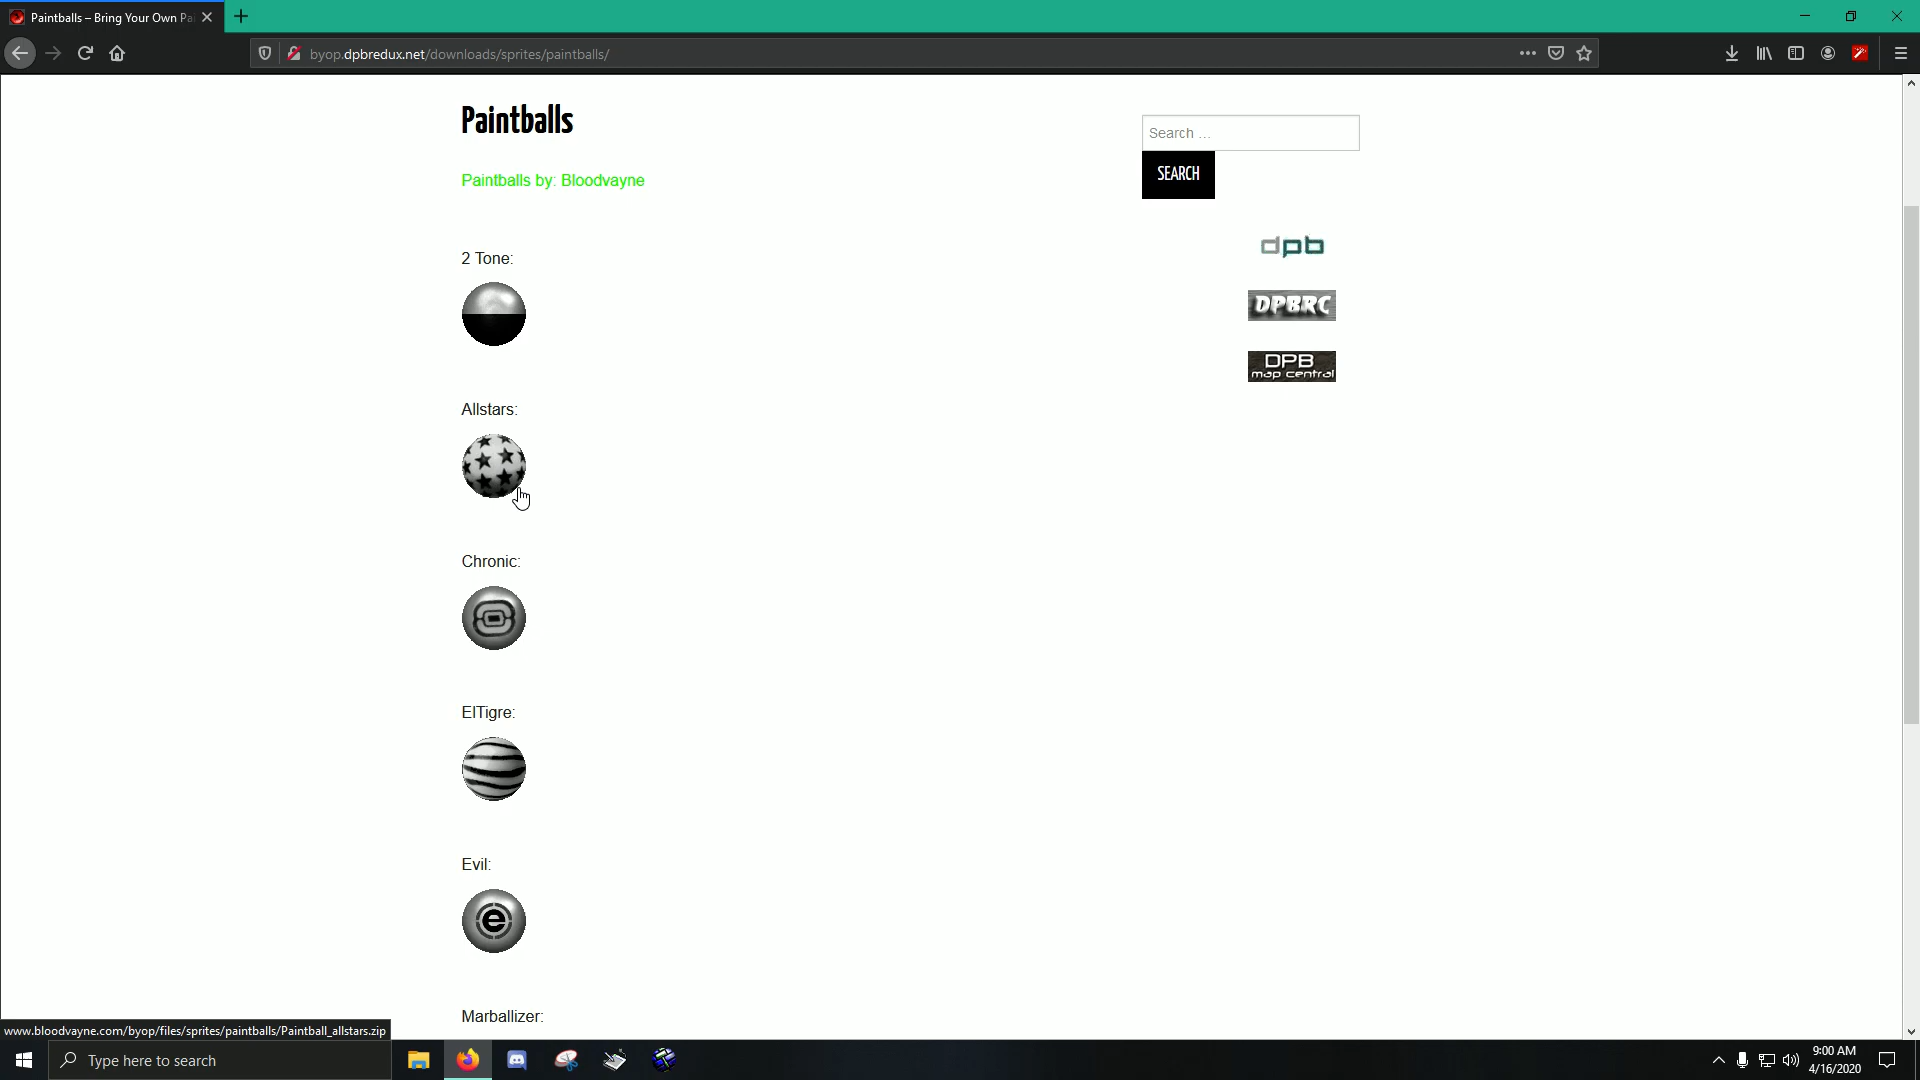 Paintballs – Bring Your Own Pa
byop.dpbredux.net/downloads/sprites/paintballs/
Paintballs
Search ...
SEARCH
Paintballs by: Bloodvayne
dpb
DPBRC
DPB
map central
2 Tone:
Allstars:
Chronic:
ElTigre:
Evil:
e
Marballizer:
www.bloodvayne.com/byop/files/sprites/paintballs/Paintball_allstars.zip
Type here to search
9:00 AM
4/16/2020